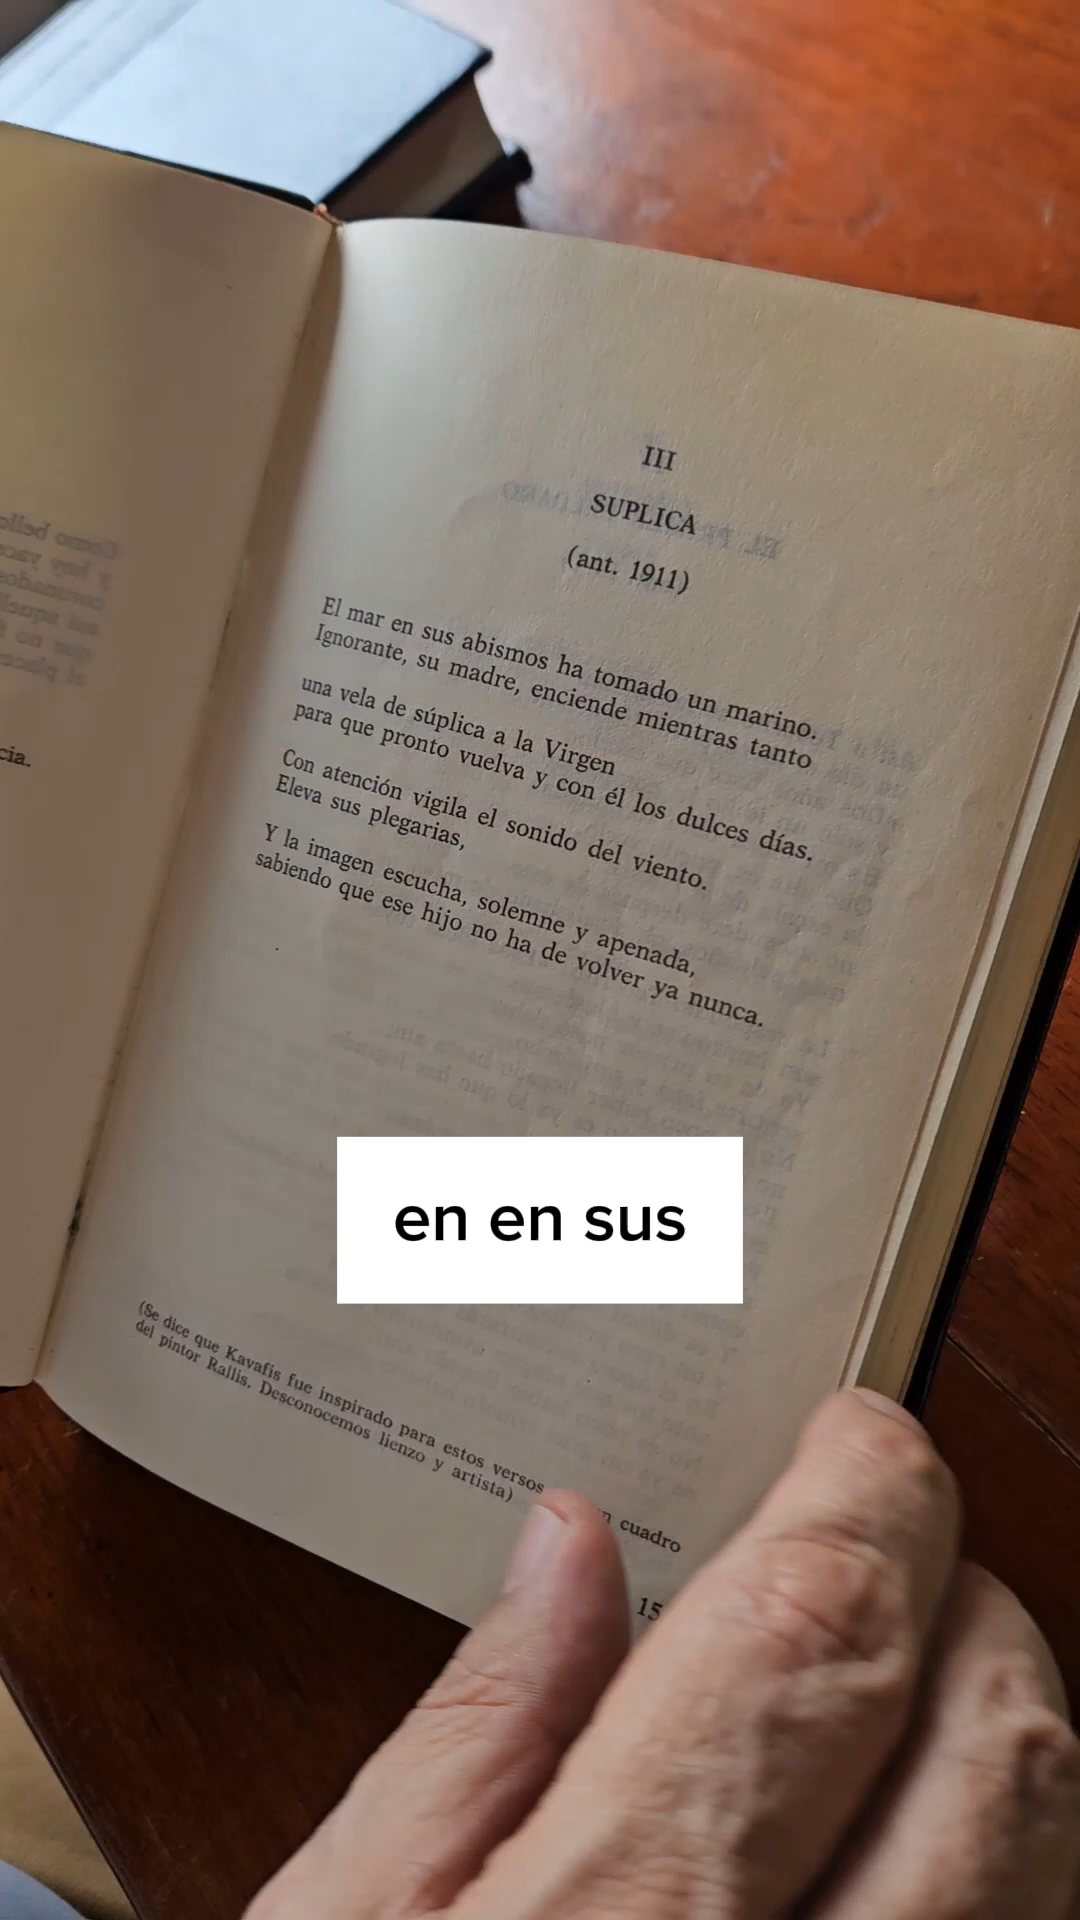 III
SUPLICA
(ant. 1911)
El mar en sus abismos ha tomado un marino.
Ignorante, su madre, enciende mientras tanto
una vela de súplica a la Virgen
para que pronto vuelva y con él los dulces días.
Con atención vigila el sonido del viento.
Eleva sus plegarias,
Y la imagen escucha, solemne y apenada,
sabiendo que ese hijo no ha de volver ya nunca.
cia.
en en sus
(Se dice que Kavafis fue inspirado para estos versos n cuadro
del pintor Rallis. Desconocemos lienzo y artista)
15